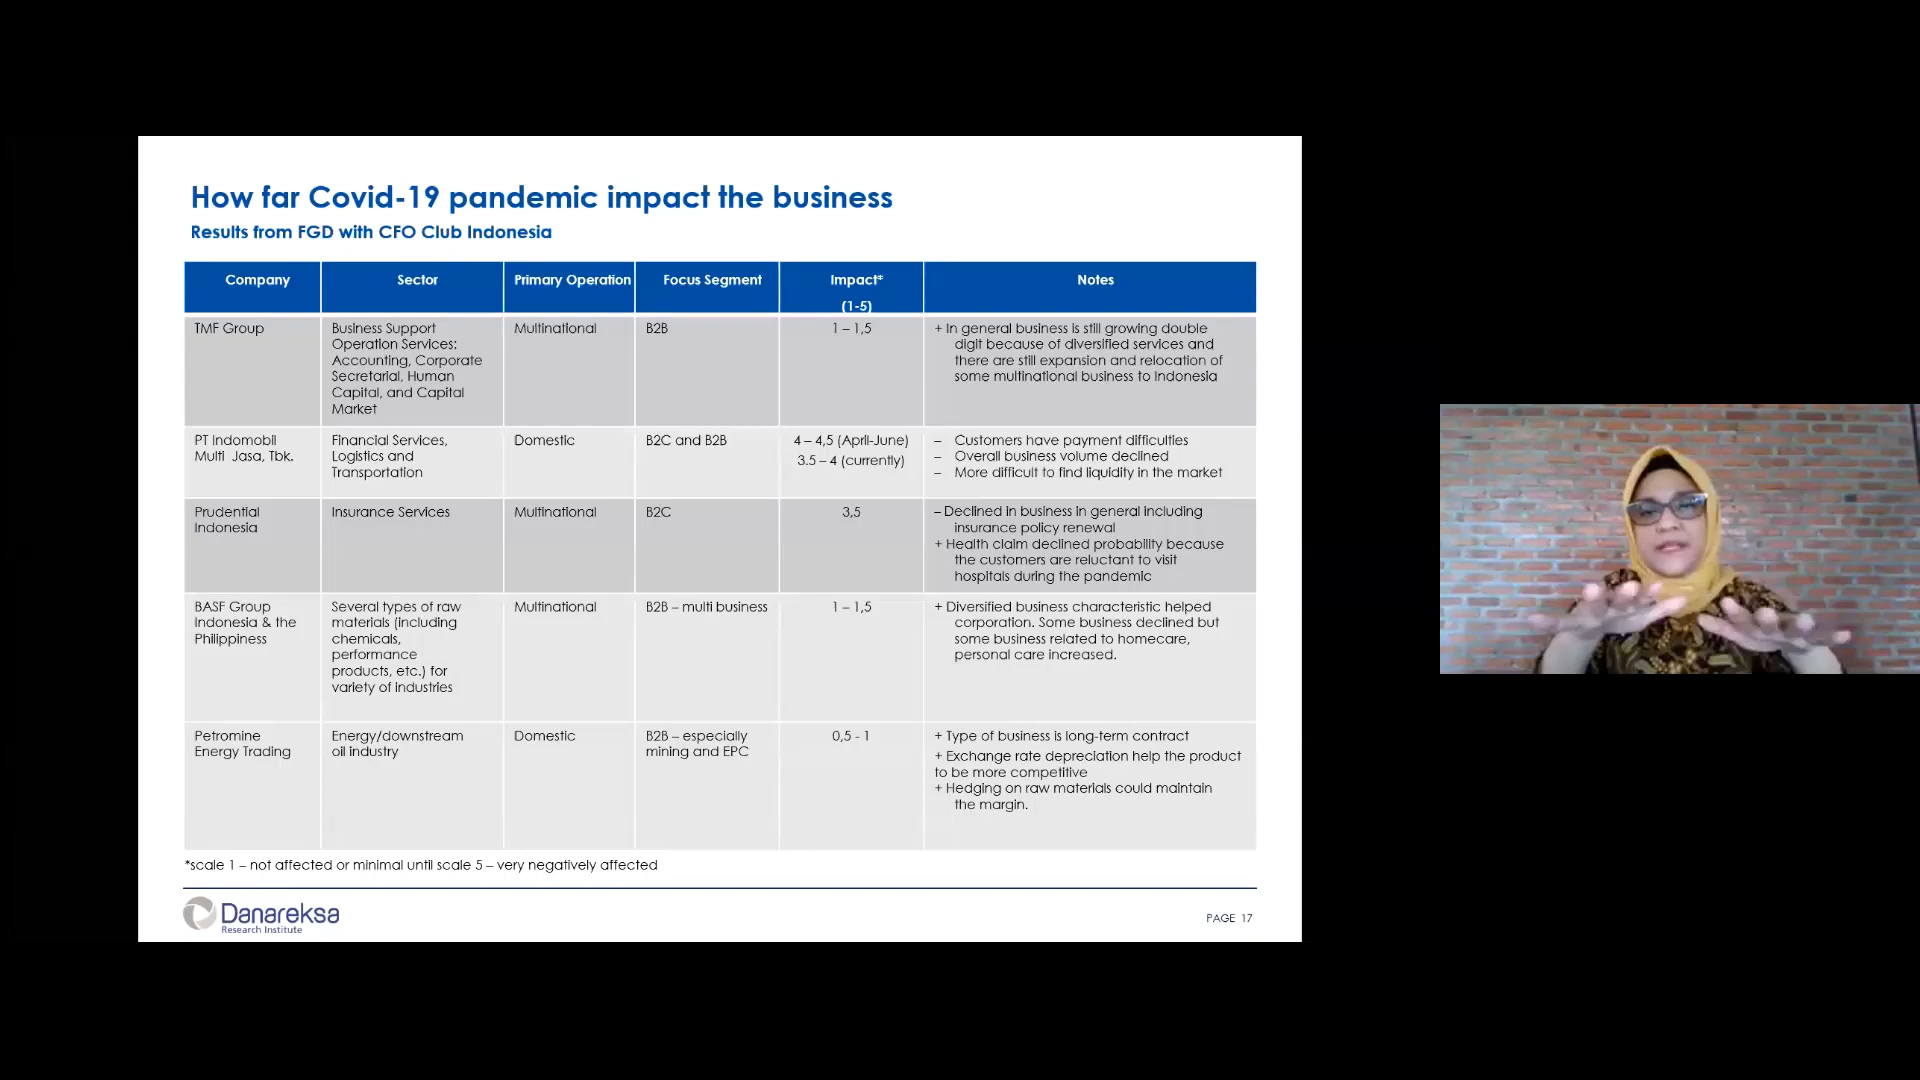 How far Covid-19 pandemic impact the business
Results from FGD with CFO Club Indonesia
Company
Sector
Primary Operation
Focus Segment
Impact*
(1-5)
Notes
TMF Group
Business Support
Operation Services:
Accounting, Corporate
Secretarial, Human
Capital, and Capital
Market
Multinational
B2B
1 – 1,5
+ In general business is still growing double
digit because of diversified services and
there are still expansion and relocation of
some multinational business to Indonesia
PT Indomobil
Multi Jasa, Tbk.
Financial Services,
Logistics and
Transportation
Domestic
B2C and B2B
4 – 4,5 (April-June)
3.5 – 4 (currently)
– Customers have payment difficulties
– Overall business volume declined
– More difficult to find liquidity in the market
Prudential
Indonesia
Insurance Services
Multinational
B2C
3,5
– Declined in business in general including
insurance policy renewal
+ Health claim declined probability because
the customers are reluctant to visit
hospitals during the pandemic
BASF Group
Indonesia & the
Philippiness
Several types of raw
materials (including
chemicals,
performance
products, etc.) for
variety of industries
Multinational
B2B – multi business
1 – 1,5
+ Diversified business characteristic helped
corporation. Some business declined but
some business related to homecare,
personal care increased.
Petromine
Energy Trading
Energy/downstream
oil industry
Domestic
B2B – especially
mining and EPC
0,5 - 1
+ Type of business is long-term contract
+ Exchange rate depreciation help the product
to be more competitive
+ Hedging on raw materials could maintain
the margin.
*scale 1 – not affected or minimal until scale 5 – very negatively affected
Danareksa
Research Institute
PAGE 17